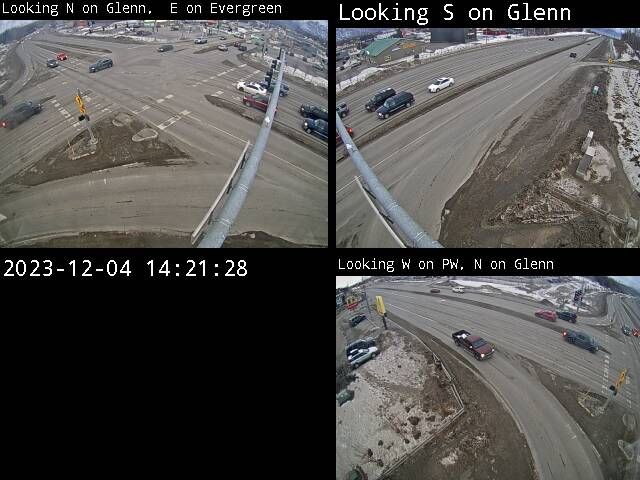 Looking N on Glenn,  E on Evergreen
Looking S on Glenn
2023-12-04 14:21:28
Looking W on PW, N on Glenn